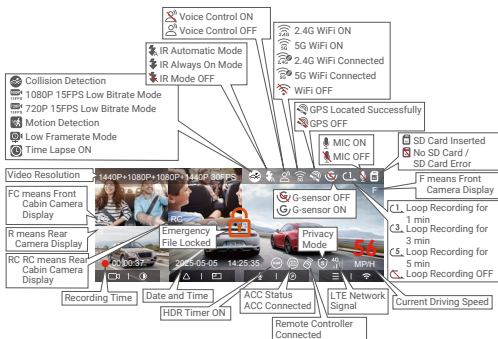 Voice Control ON
Voice Control OFF
IR Automatic Mode
IR Always On Mode
IR Mode OFF
2.4G WiFi ON
5G WiFi ON
2.4G WiFi Connected
5G WiFi Connected
WiFi OFF
Collision Detection
1080P 15FPS Low Bitrate Mode
720P 15FPS Low Bitrate Mode
Motion Detection
Low Framerate Mode
Time Lapse ON
GPS Located Successfully
GPS OFF
MIC ON
MIC OFF
SD Card Inserted
No SD Card /
SD Card Error
Video Resolution
1440P+1080P+1080P+1440P 30FPS
F means Front
Camera Display
FC means Front
Cabin Camera
Display
FC
RC
F
R means Rear
Camera Display
RC RC means Rear
Cabin Camera
Display
Emergency
File Locked
G-sensor OFF
G-sensor ON
Privacy
Mode
Loop Recording for
1 min
Loop Recording for
3 min
Loop Recording for
5 min
Loop Recording OFF
00:00:37
2025-05-05
14:25:35
56
MPH/H
Recording Time
Date and Time
HDR Timer ON
ACC Status
ACC Connected
LTE Network
Signal
Current Driving Speed
Remote Controller
Connected